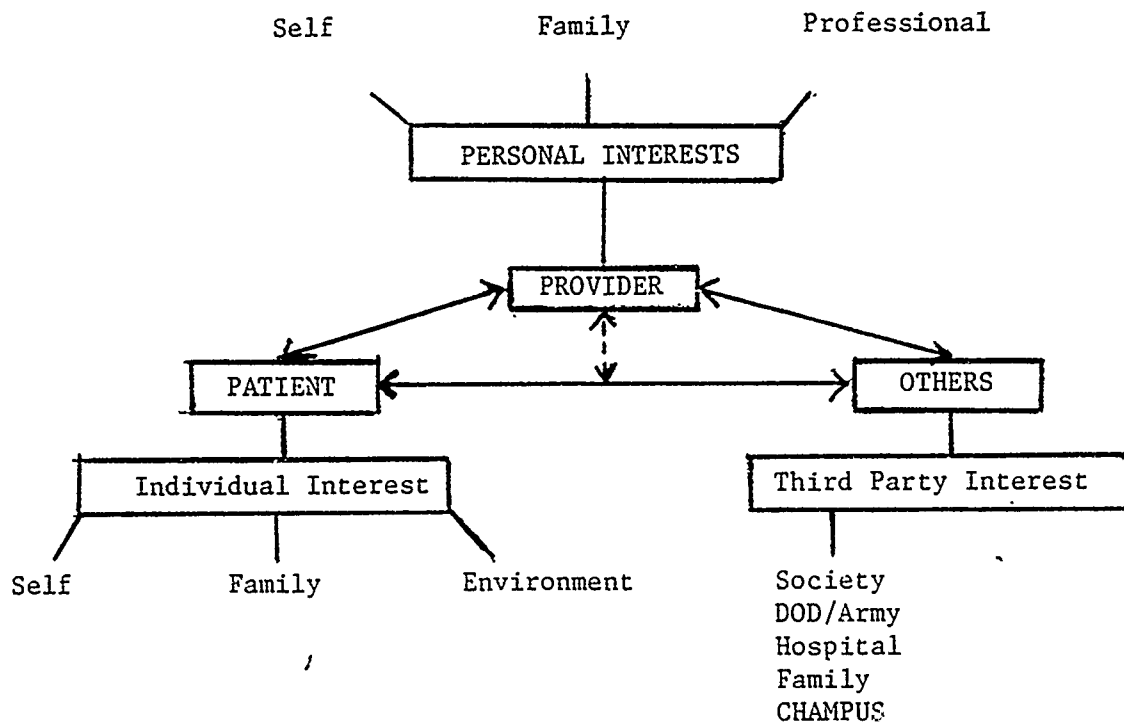 Self Family Professional
PERSONAL INTERESTS
PROVIDER
PATIENT OTHERS
Individual Interest Third Party Interest
Self Family Environment
Society
DOD/Army
Hospital
Family
CHAMPUS